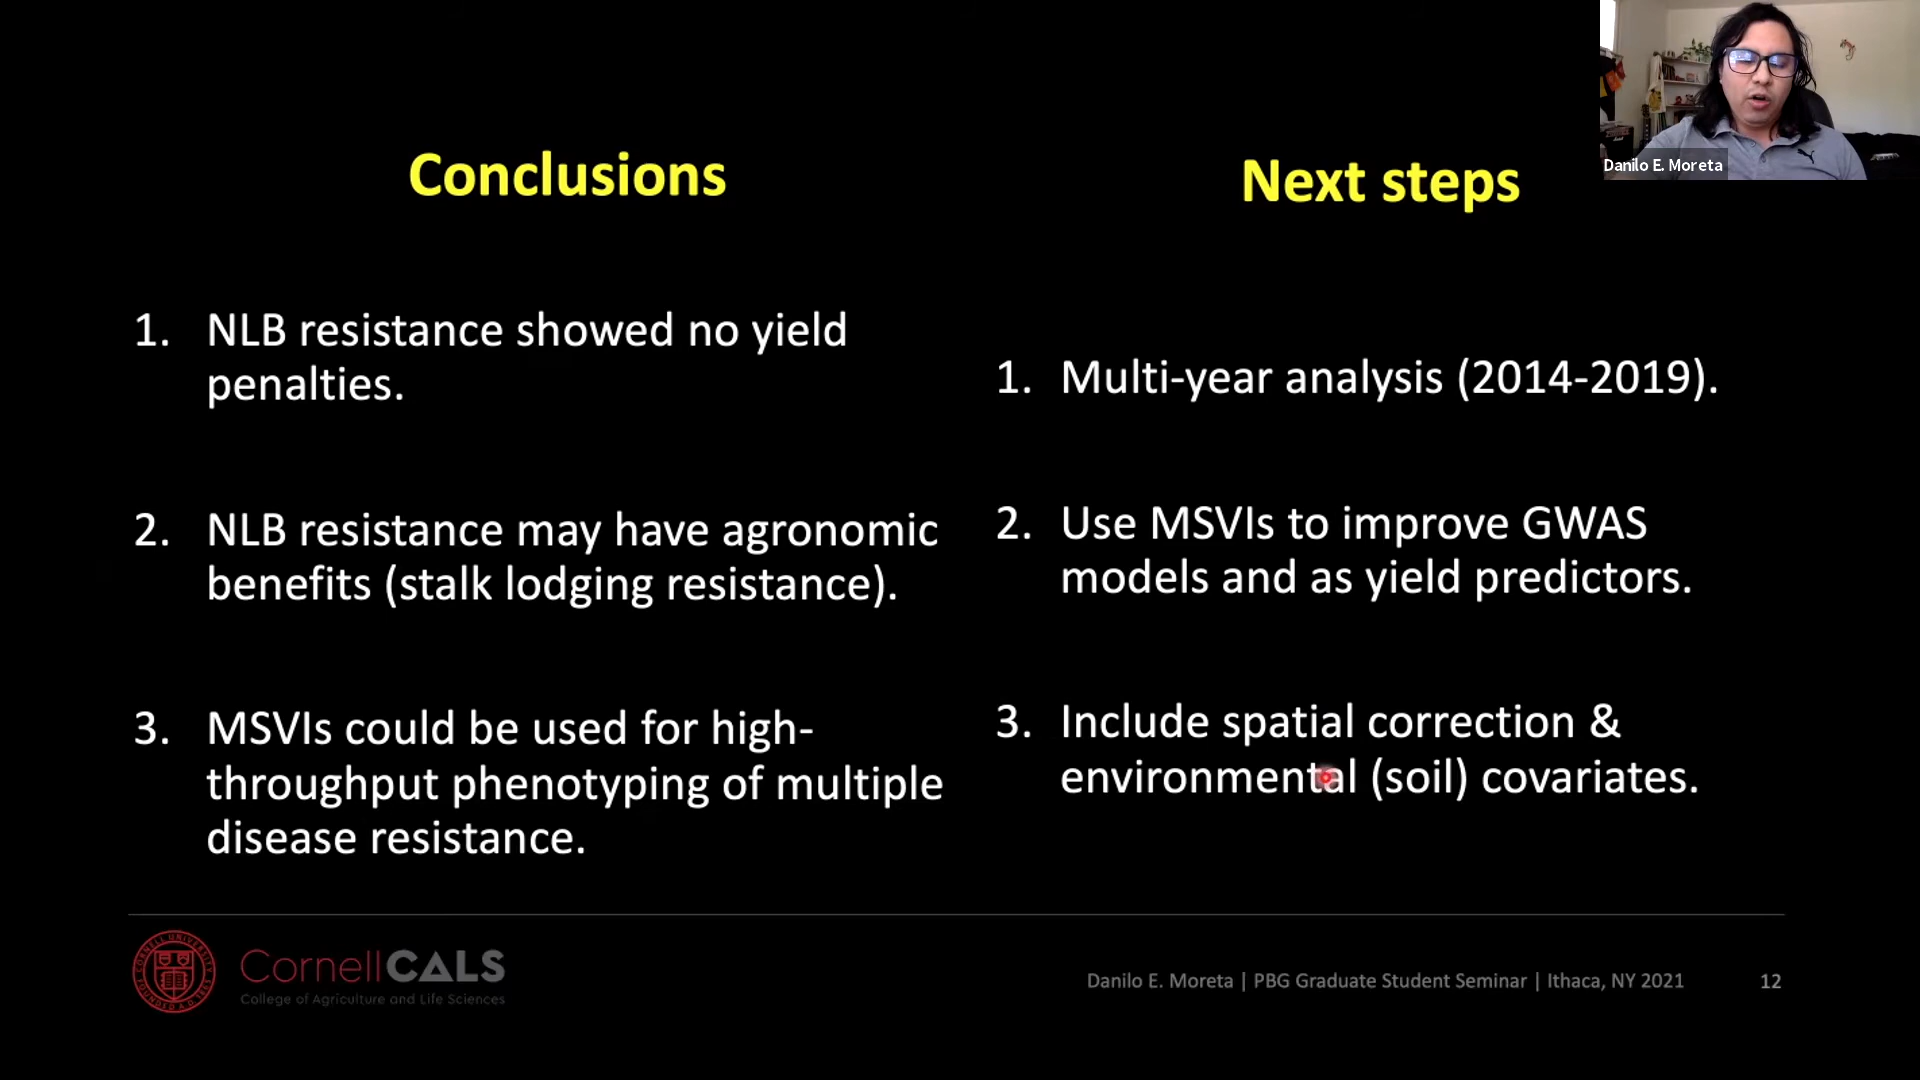 Conclusions
1. NLB resistance showed no yield
penalties.
2. NLB resistance may have agronomic
benefits (stalk lodging resistance).
3. MSVIs could be used for high-
throughput phenotyping of multiple
disease resistance.
Next steps
1. Multi-year analysis (2014-2019).
2. Use MSVIs to improve GWAS
models and as yield predictors.
3. Include spatial correction &
environmental (soil) covariates.
Danilo E. Moreta
CornellCALS
College of Agriculture and Life Sciences
Danilo E. Moreta | PBG Graduate Student Seminar | Ithaca, NY 2021
12